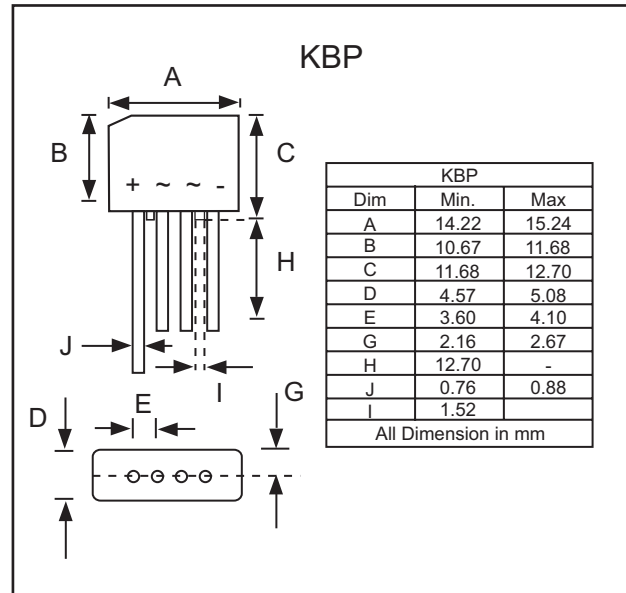 KBP
A
B
C
+ ~ ~ -
H
J
I
G
D
E
KBP
Dim Min. Max
A 14.22 15.24
B 10.67 11.68
C 11.68 12.70
D 4.57 5.08
E 3.60 4.10
G 2.16 2.67
H 12.70 -
J 0.76 0.88
I 1.52
All Dimension in mm